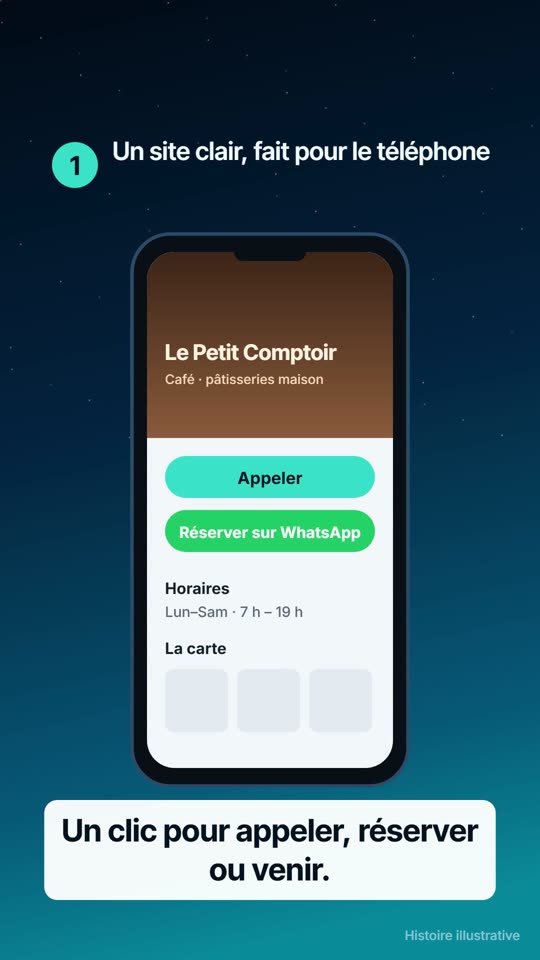 1
Un site clair, fait pour le téléphone
Le Petit Comptoir
Café · pâtisseries maison
Appeler
Réserver sur WhatsApp
Horaires
Lun–Sam · 7 h – 19 h
La carte
Un clic pour appeler, réserver
ou venir.
Histoire illustrative